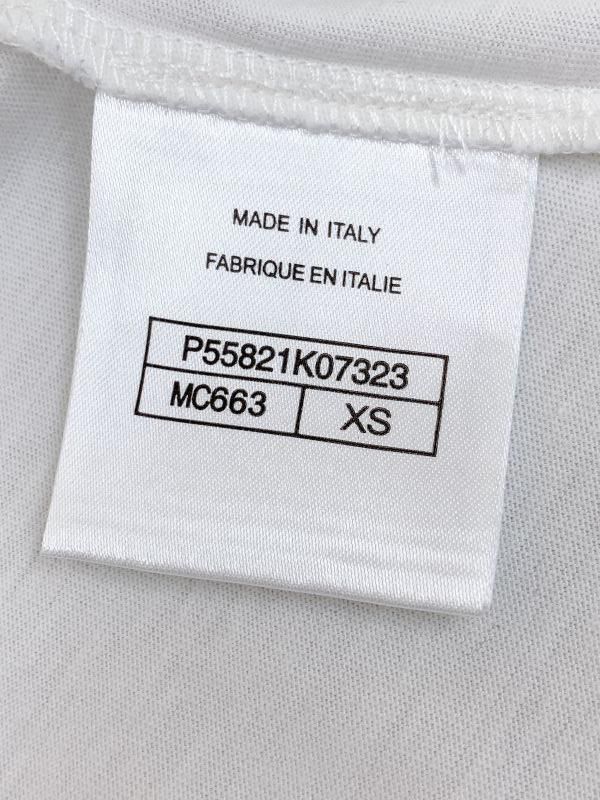 MADE IN ITALY
FABRIQUE EN ITALIE
P55821K07323
MC663 XS